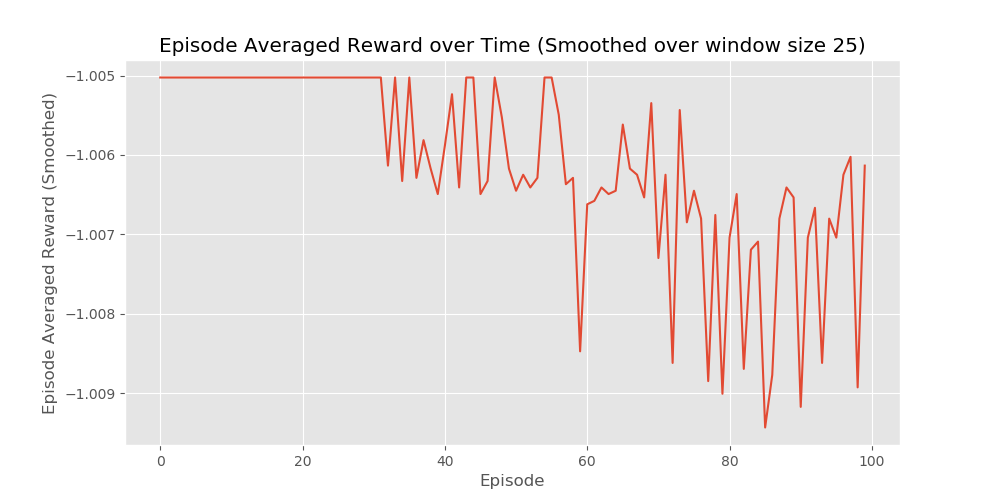 Episode Averaged Reward over Time (Smoothed over window size 25)
Episode Averaged Reward (Smoothed)
−1.005
−1.006
−1.007
−1.008
−1.009
0 20 40 60 80 100
Episode